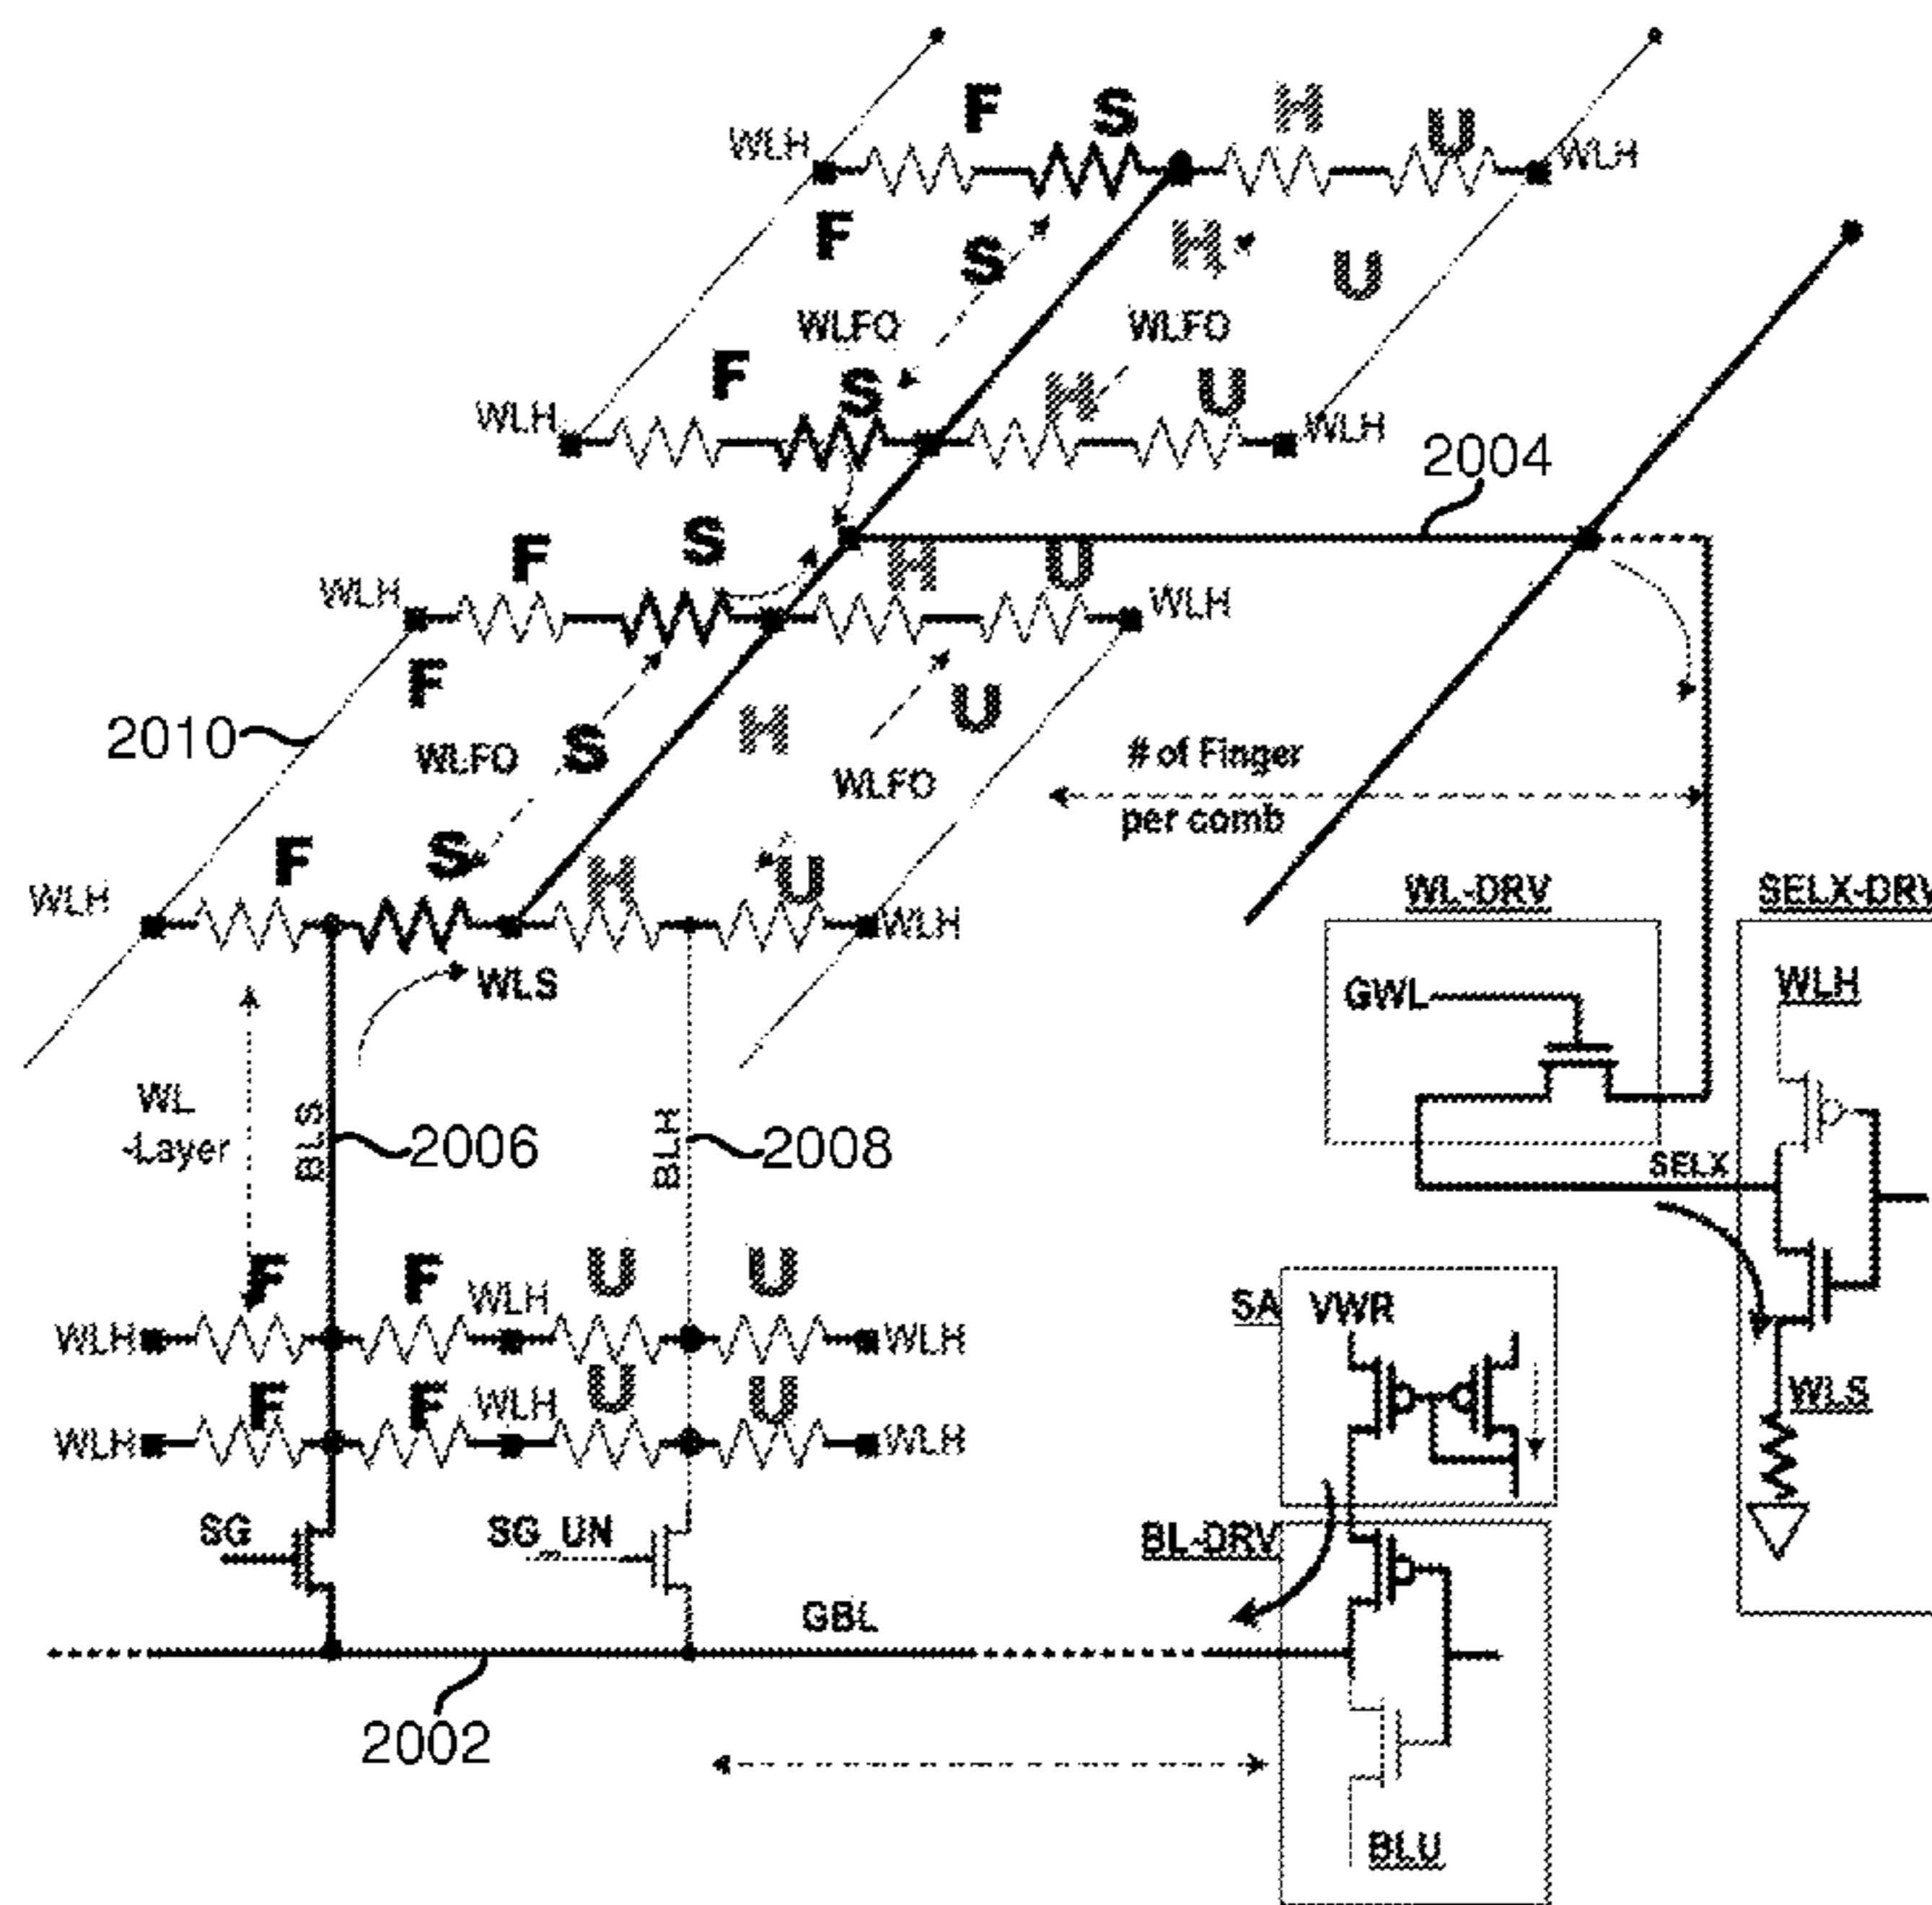 F S H U
WLH WLH
F S H U
WLFO WLFO
F S H U
WLH WLH
2004
F S H U
WLH WLH
F S H U
2010
WLFO WLFO
# of Finger
per comb
F S H U
WLH WLH
WLS
WL-DRV SELX-DRV
GWL WLH
WL
-Layer
BLS 2006 BLH 2008
SELX
F F WLH U U
WLH WLH
SA VWR
F F WLH U U
WLH WLH
WLS
SG SG_UN
BL-DRV
GBL
2002
BLU